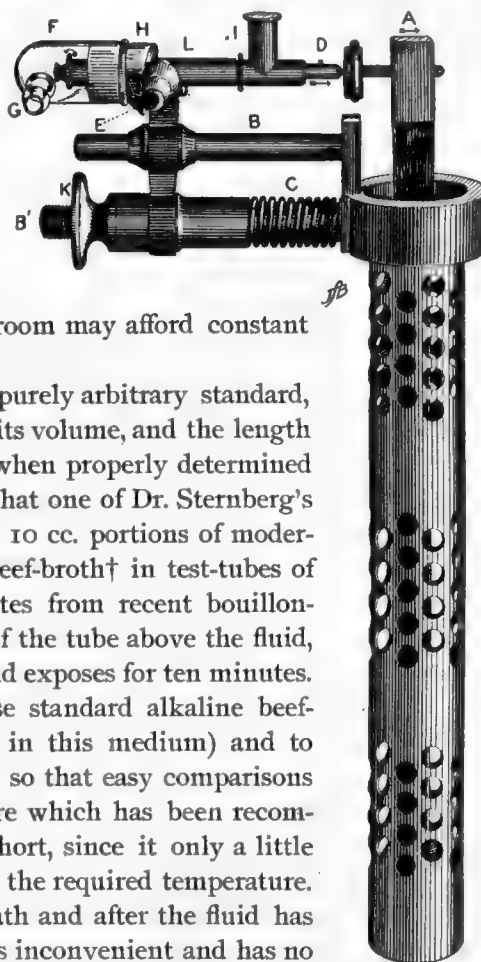 A
F
H
L
I
D
G
E
B
K
C
B'
room may afford constant
purely arbitrary standard,
its volume, and the length
when properly determined
hat one of Dr. Sternberg's
10 cc. portions of moder-
eef-broth† in test-tubes of
tes from recent bouillon-
f the tube above the fluid,
d exposes for ten minutes.
se standard alkaline beef-
in this medium) and to
so that easy comparisons
re which has been recom-
hort, since it only a little
the required temperature.
ath and after the fluid has
s inconvenient and has no